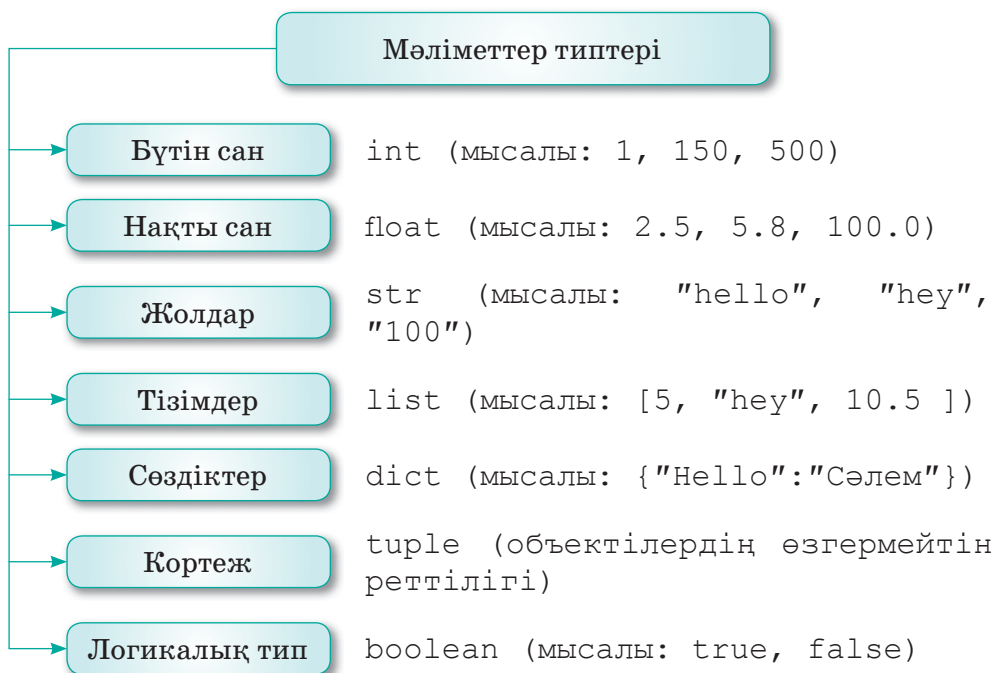 Мәліметтер типтері
Бүтін сан
int (мысалы: 1, 150, 500)
Нақты сан
float (мысалы: 2.5, 5.8, 100.0)
Жолдар
str (мысалы: "hello", "hey",
"100")
Тізімдер
list (мысалы: [5, "hey", 10.5 ])
Сөздіктер
dict (мысалы: {"Hello":"Сәлем"})
Кортеж
tuple (объектілердің өзгермейтін
реттілігі)
Логикалық тип
boolean (мысалы: true, false)